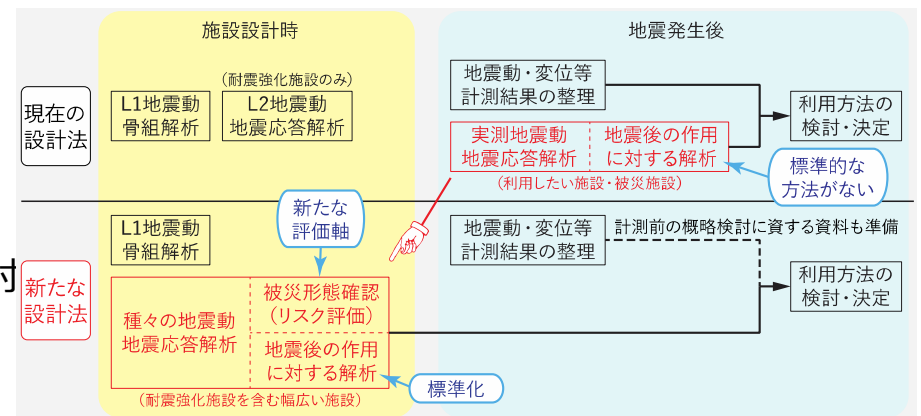 施設設計時
地震発生後
現在の
設計法
L1地震動
骨組解析
(耐震強化施設のみ)
L2地震動
地震応答解析
地震動・変位等
計測結果の整理
実測地震動
地震応答解析
地震後の作用
に対する解析
(利用したい施設・被災施設)
利用方法の
検討・決定
標準的な
方法がない
新たな
評価軸
討
新たな
設計法
L1地震動
骨組解析
種々の地震動
地震応答解析
被災形態確認
(リスク評価)
地震後の作用
に対する解析
(耐震強化施設を含む幅広い施設)
標準化
地震動・変位等
計測結果の整理
計測前の概略検討に資する資料も準備
利用方法の
検討・決定